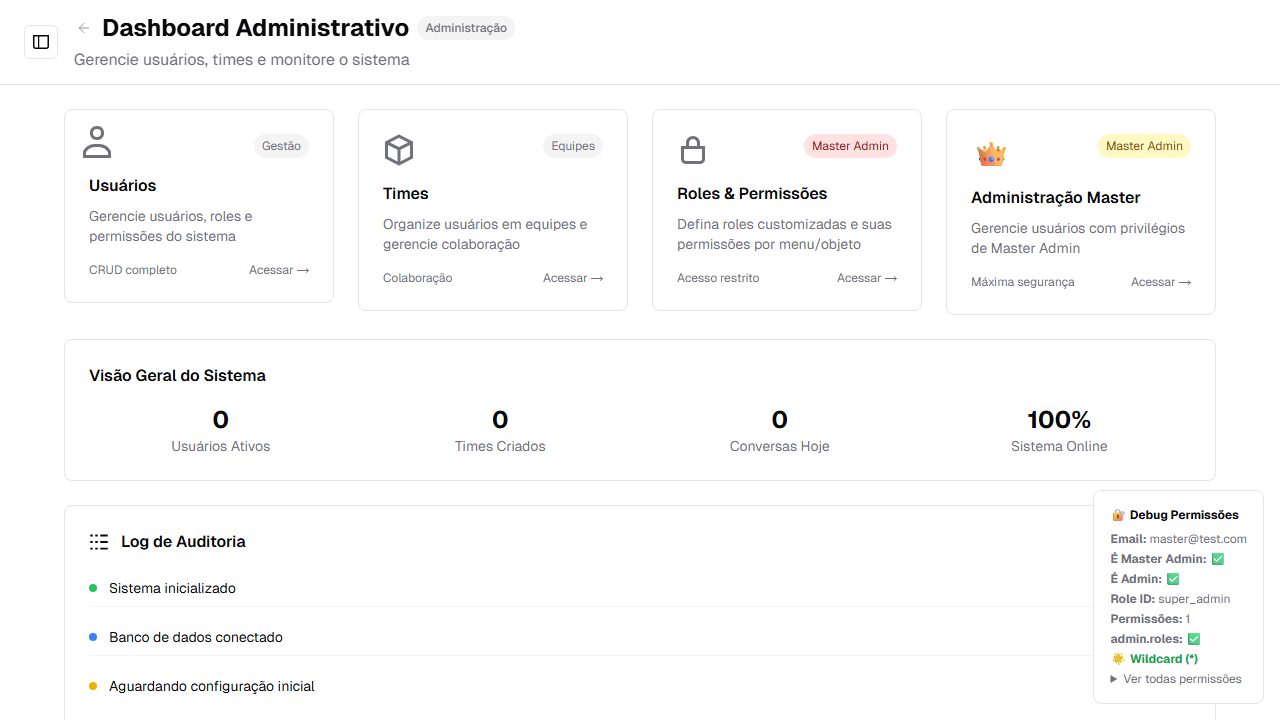 Dashboard Administrativo
Administração
Gerencie usuários, times e monitore o sistema
Gestão
Usuários
Gerencie usuários, roles e
permissões do sistema
CRUD completo
Acessar →
Equipes
Times
Organize usuários em equipes e
gerencie colaboração
Colaboração
Acessar →
Master Admin
Roles & Permissões
Defina roles customizadas e suas
permissões por menu/objeto
Acesso restrito
Acessar →
Master Admin
Administração Master
Gerencie usuários com privilégios
de Master Admin
Máxima segurança
Acessar →
Visão Geral do Sistema
0
Usuários Ativos
0
Times Criados
0
Conversas Hoje
100%
Sistema Online
Log de Auditoria
Sistema inicializado
Banco de dados conectado
Aguardando configuração inicial
Debug Permissões
Email: master@test.com
É Master Admin: ✅
É Admin: ✅
Role ID: super_admin
Permissões: 1
admin.roles: ✅
Wildcard (*)
Ver todas permissões